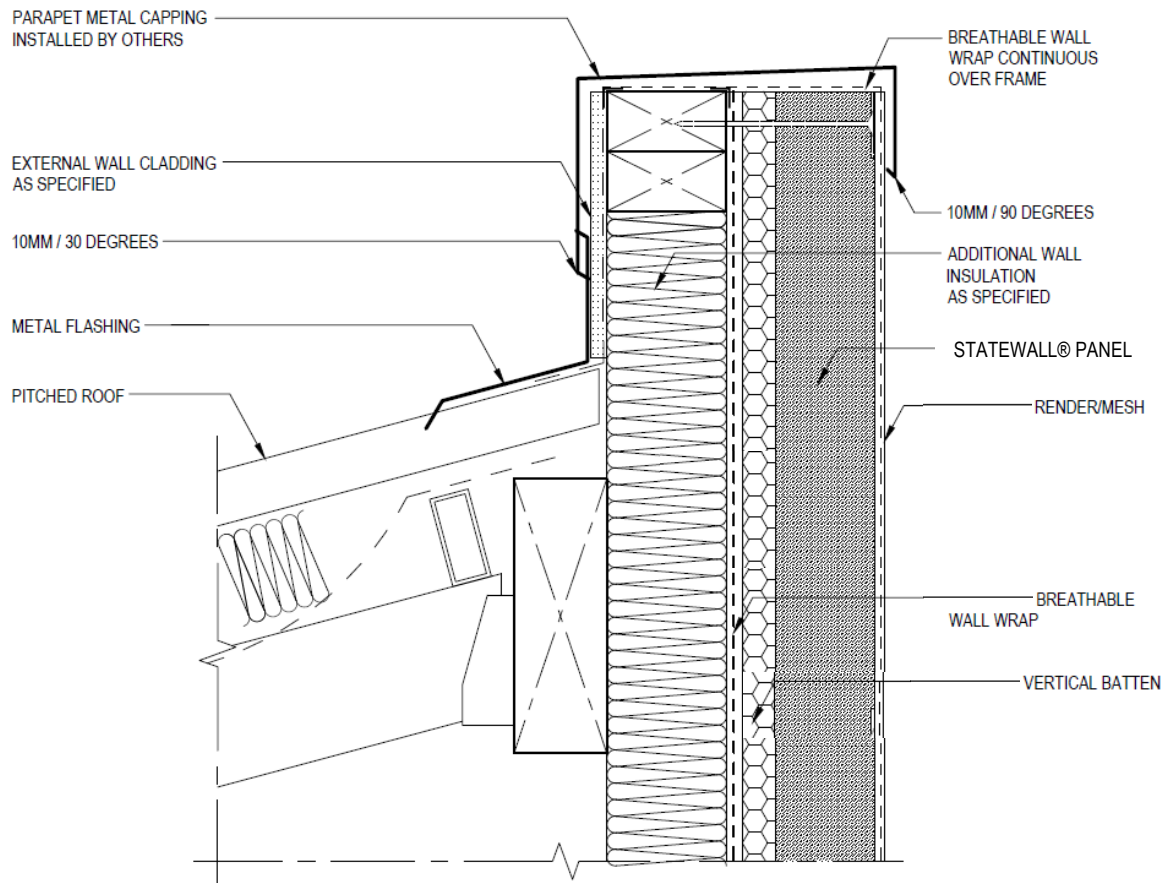 PARAPET METAL CAPPING
INSTALLED BY OTHERS
EXTERNAL WALL CLADDING
AS SPECIFIED
10MM / 30 DEGREES
METAL FLASHING
PITCHED ROOF
BREATHABLE WALL
WRAP CONTINUOUS
OVER FRAME
10MM / 90 DEGREES
ADDITIONAL WALL
INSULATION
AS SPECIFIED
STATEWALL® PANEL
RENDER/MESH
BREATHABLE
WALL WRAP
VERTICAL BATTEN